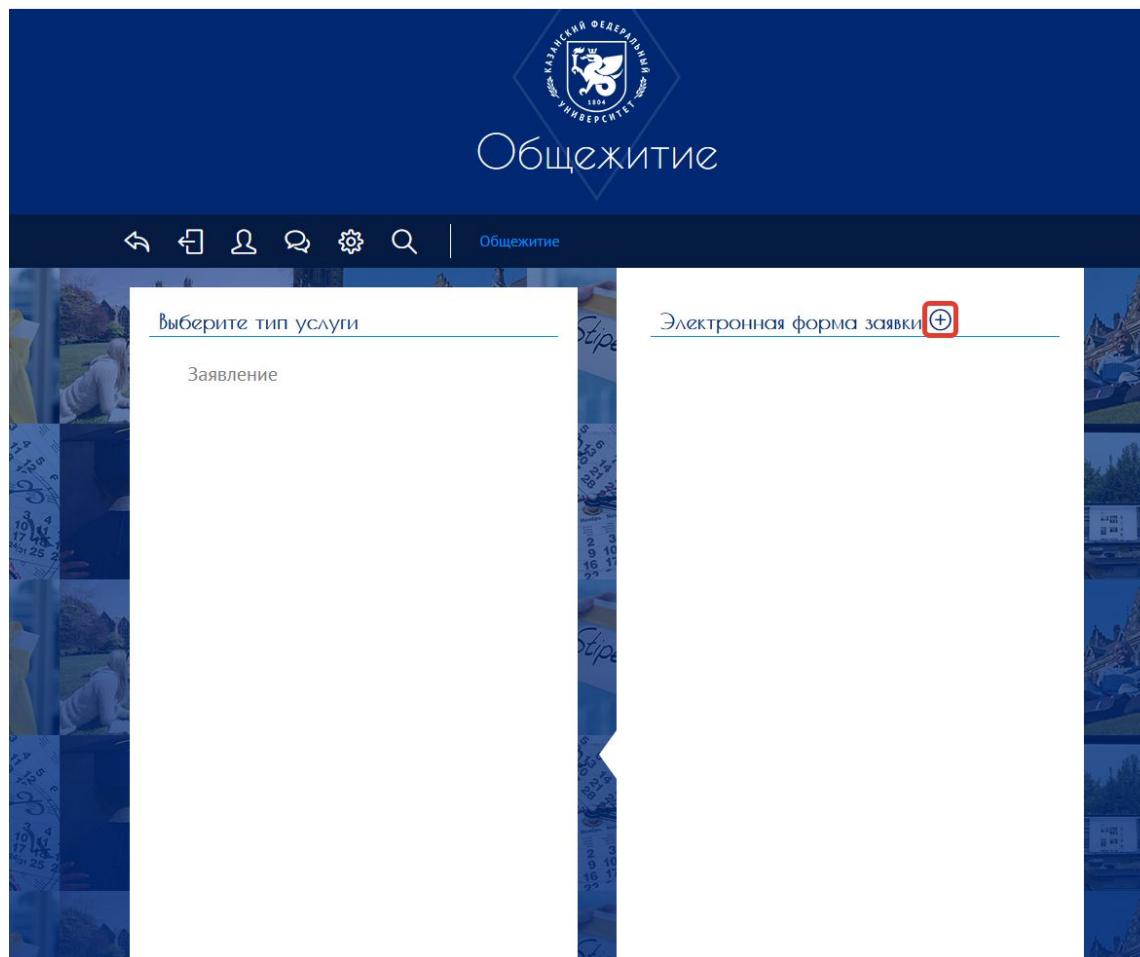 КАЗАНСКИЙ ФЕДЕРАЛЬНЫЙ
УНИВЕРСИТЕТ
1804
Общежитие
Общежитие
Выберите тип услуги
Заявление
Электронная форма заявки